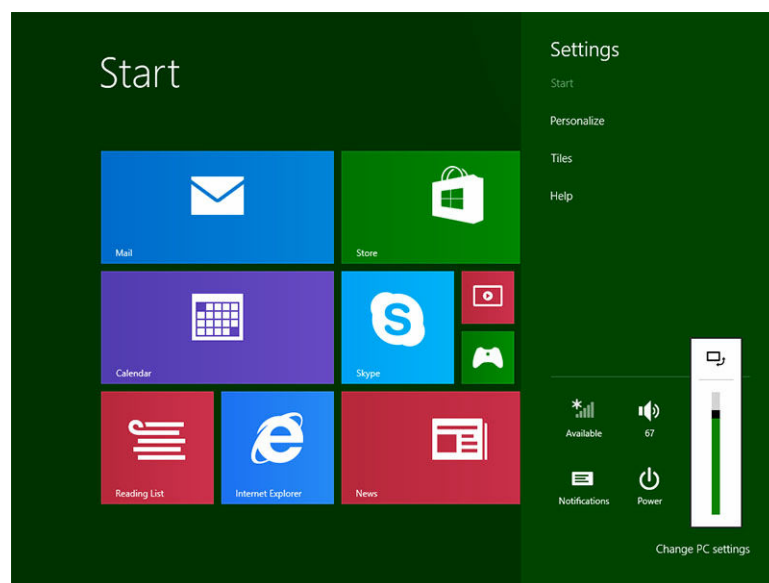 Start
Mail
Store
Calendar
Skype
Reading List
Internet Explorer
News
Settings
Start
Personalize
Tiles
Help
Available
67
Notifications
Power
Change PC settings